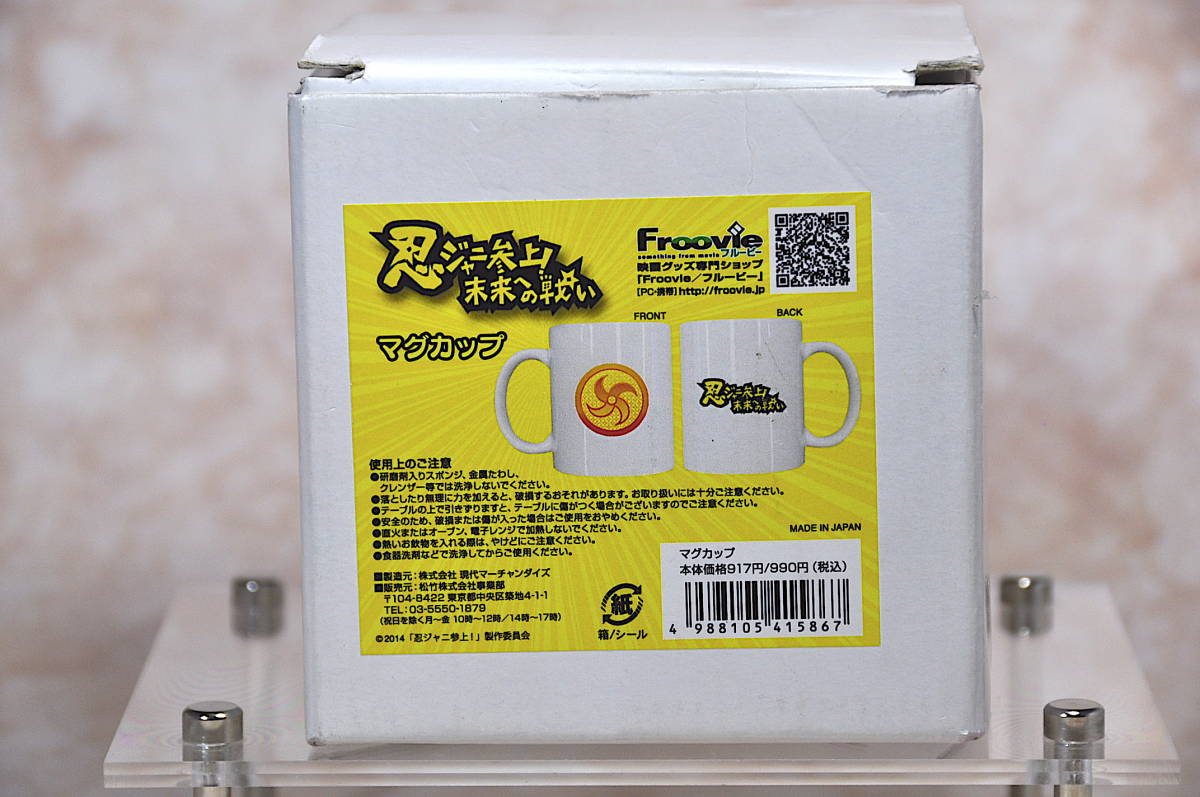 忍ジャニ参上!
未来への戦い
マグカップ
Froovie
something from movie フルービー
映画グッズ専門ショップ
「Froovie/フルービー」
[PC・携帯]http://froovie.jp
FRONT
BACK
忍ジャニ参上!
未来への戦い
使用上のご注意
●研磨剤入りスポンジ、金属たわし、
クレンザー等では洗浄しないでください。
●落としたり無理に力を加えると、破損するおそれがあります。お取り扱いには十分ご注意ください。
●テーブルの上で引きずりますと、テーブルに傷がつく場合がございますのでご注意ください。
●安全のため、破損または傷が入った場合はご使用をおやめください。
●直火またはオーブン、電子レンジで加熱しないでください。
●熱いお飲物を入れる際は、やけどにご注意ください。
●食器洗剤などで洗浄してからご使用ください。
MADE IN JAPAN
■製造元:株式会社 現代マーチャンダイズ
■販売元:松竹株式会社事業部
〒104-8422 東京都中央区築地4-1-1
TEL:03-5550-1879
(祝日を除く月〜金 10時〜12時/14時〜17時)
©2014「忍ジャニ参上!」製作委員会
紙
箱/シール
マグカップ
本体価格917円/990円(税込)
4 988105 415867